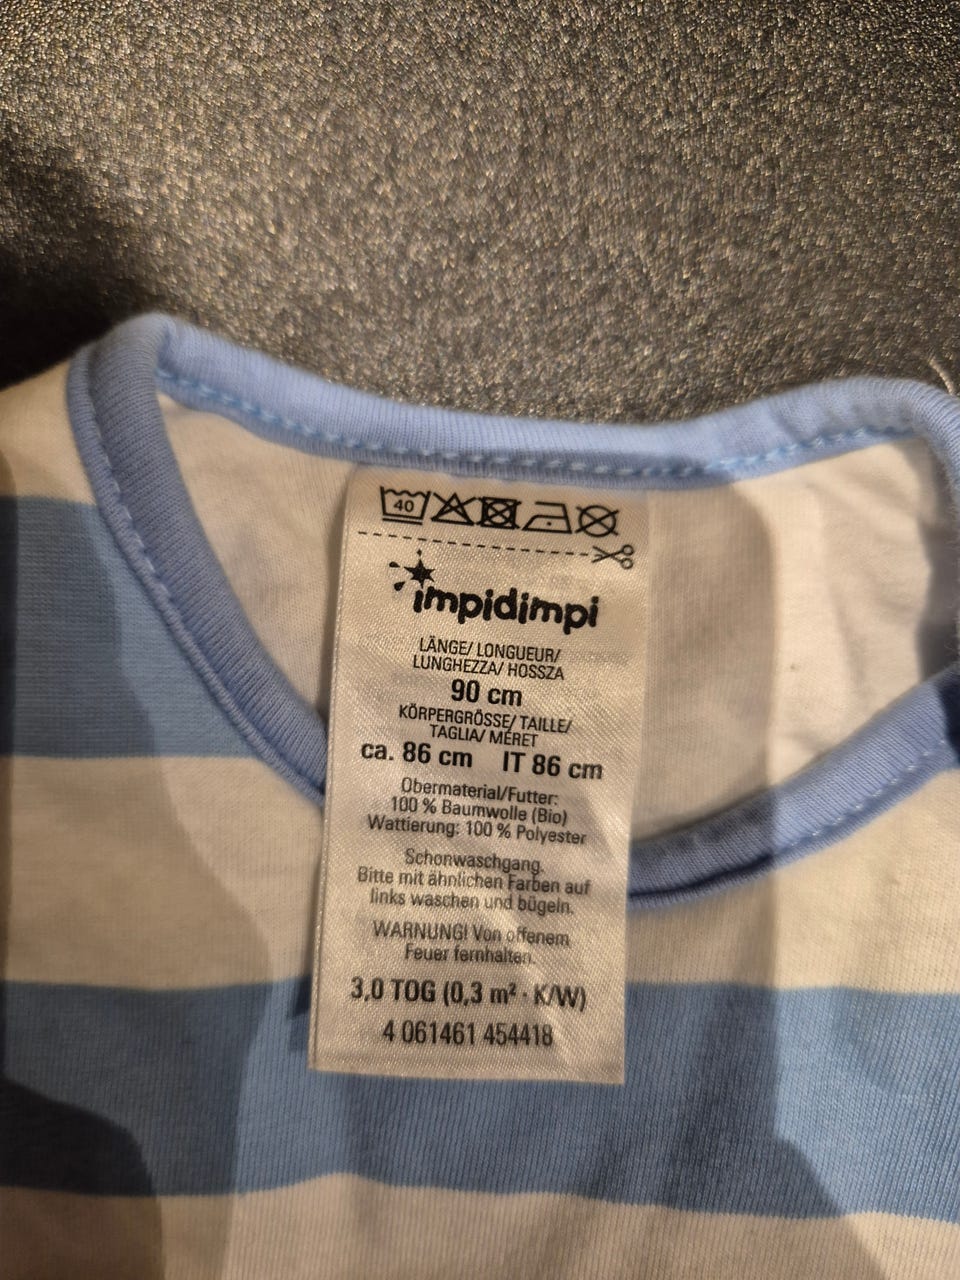 40
impidimpi
LÄNGE/ LONGUEUR/
LUNGHEZZA/ HOSSZA
90 cm
KÖRPERGRÖSSE/ TAILLE/
TAGLIA/ MÉRET
ca. 86 cm IT 86 cm
Obermaterial/Futter:
100 % Baumwolle (Bio)
Wattierung: 100 % Polyester
Schonwaschgang.
Bitte mit ähnlichen Farben auf
links waschen und bügeln.
WARNUNG! Von offenem
Feuer fernhalten.
3,0 TOG (0,3 m² · K/W)
4 061461 454418